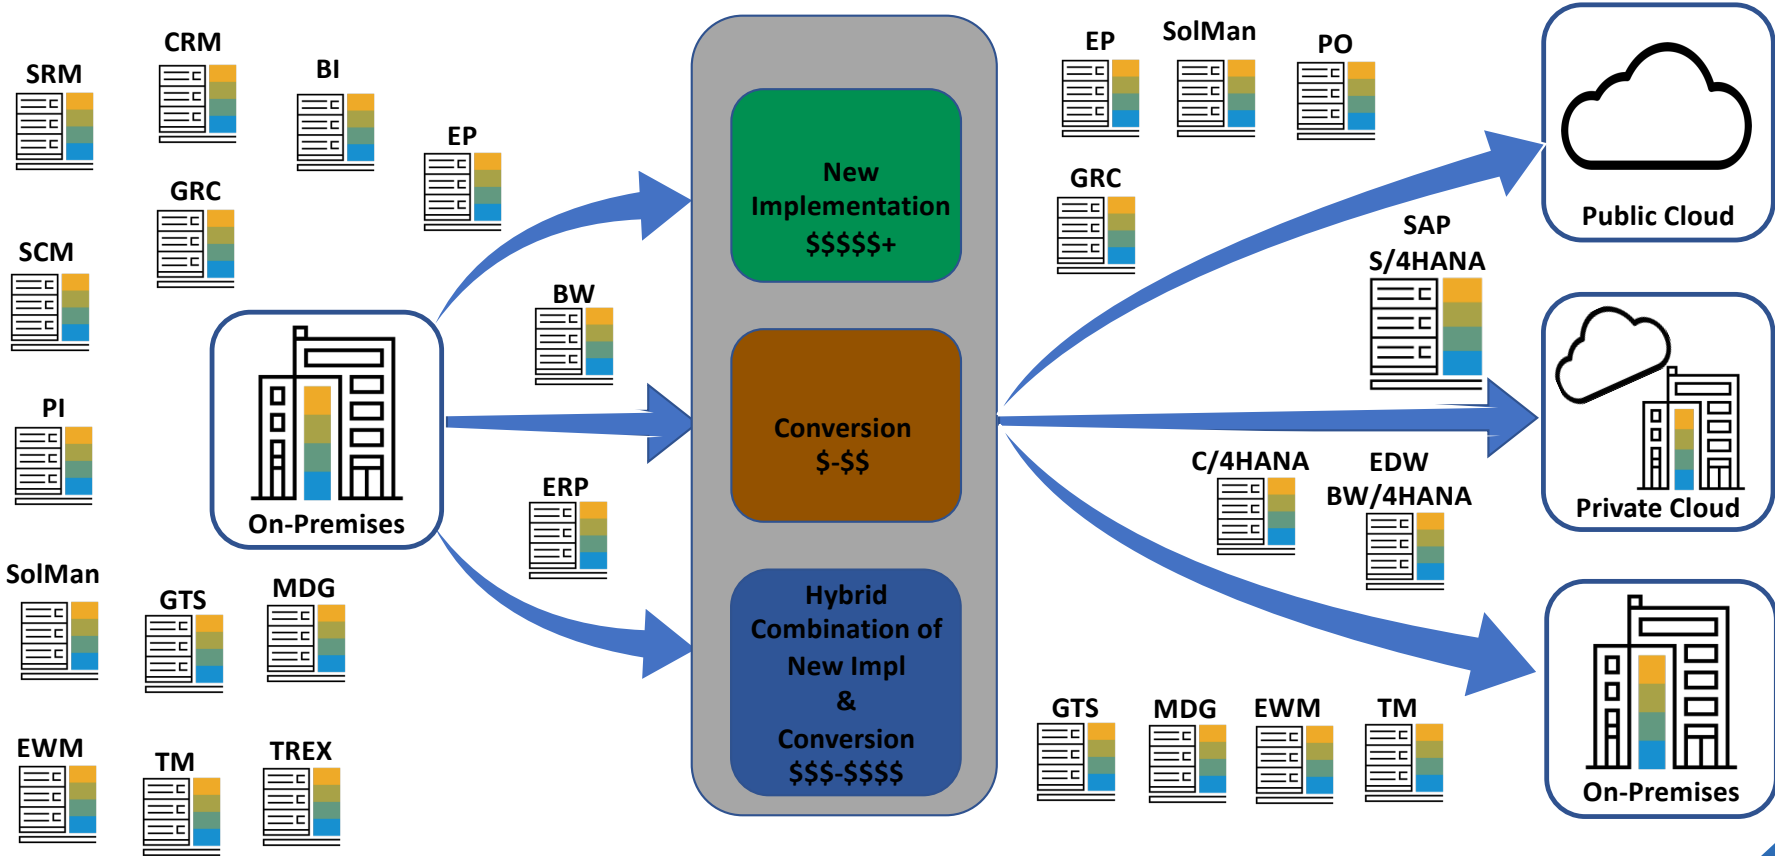 SRM
CRM
BI
EP
GRC
SCM
BW
PI
ERP
On-Premises
SolMan
GTS
MDG
EWM
TM
TREX
New
Implementation
$$$$$+
Conversion
$-$$
Hybrid
Combination of
New Impl
&
Conversion
$$$-$$$$
EP
SolMan
PO
GRC
SAP
S/4HANA
C/4HANA
EDW
BW/4HANA
GTS
MDG
EWM
TM
Public Cloud
Private Cloud
On-Premises